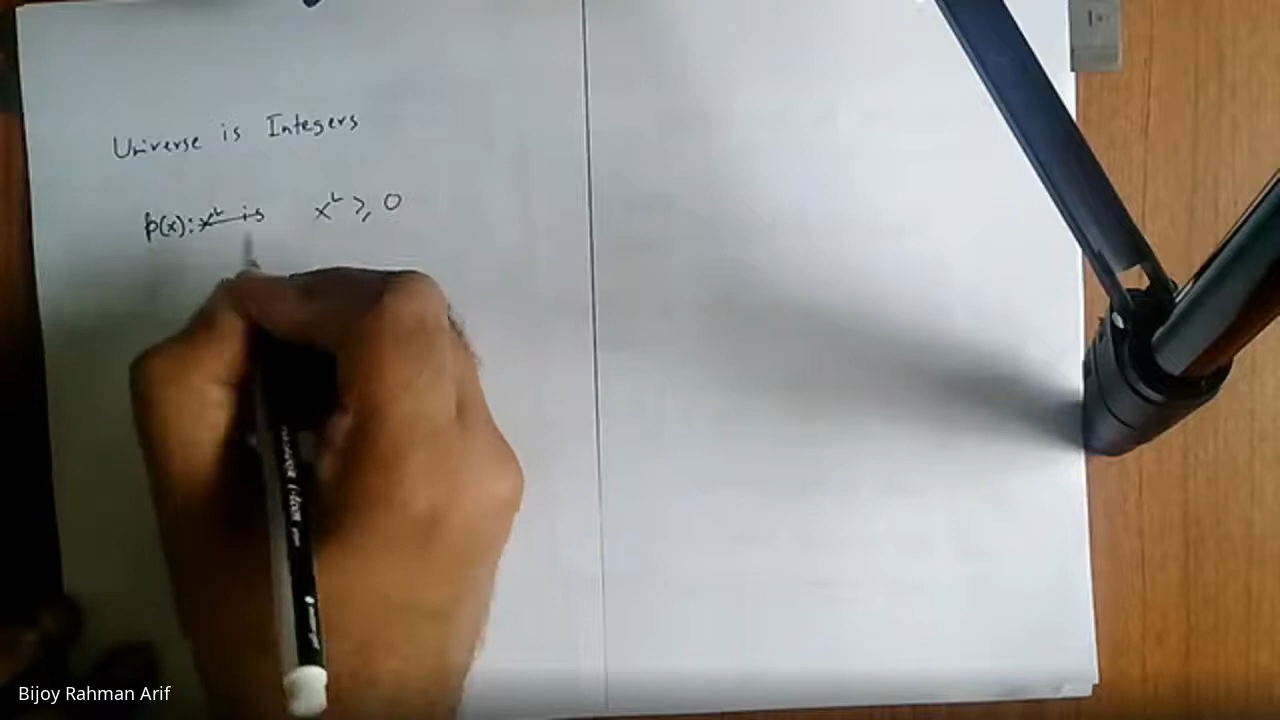 Universe is Integers
p(x): x² is x² ≥ 0
Bijoy Rahman Arif